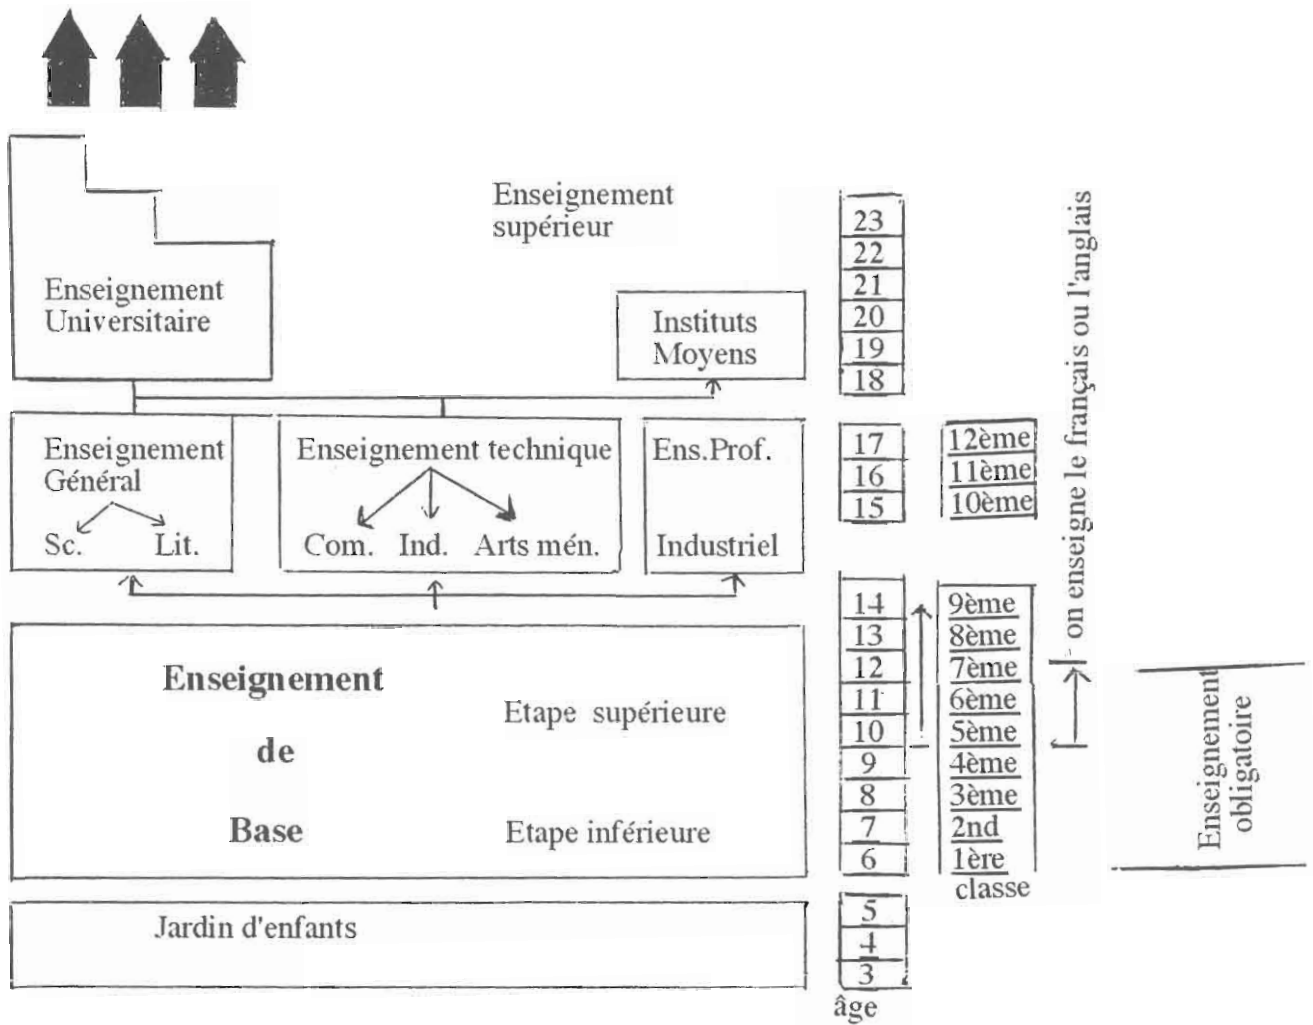 Enseignement
supérieur
Enseignement
Universitaire
Instituts
Moyens
Enseignement
Général
Sc. Lit.
Enseignement technique
Com. Ind. Arts mén.
Ens.Prof.
Industriel
Enseignement
de
Base
Etape supérieure
Etape inférieure
Jardin d'enfants
23
22
21
20
19
18
17
16
15
14
13
12
11
10
9
8
7
6
5
4
3
âge
12ème
11ème
10ème
9ème
8ème
7ème
6ème
5ème
4ème
3ème
2nd
1ère
classe
on enseigne le français ou l'anglais
Enseignement
obligatoire